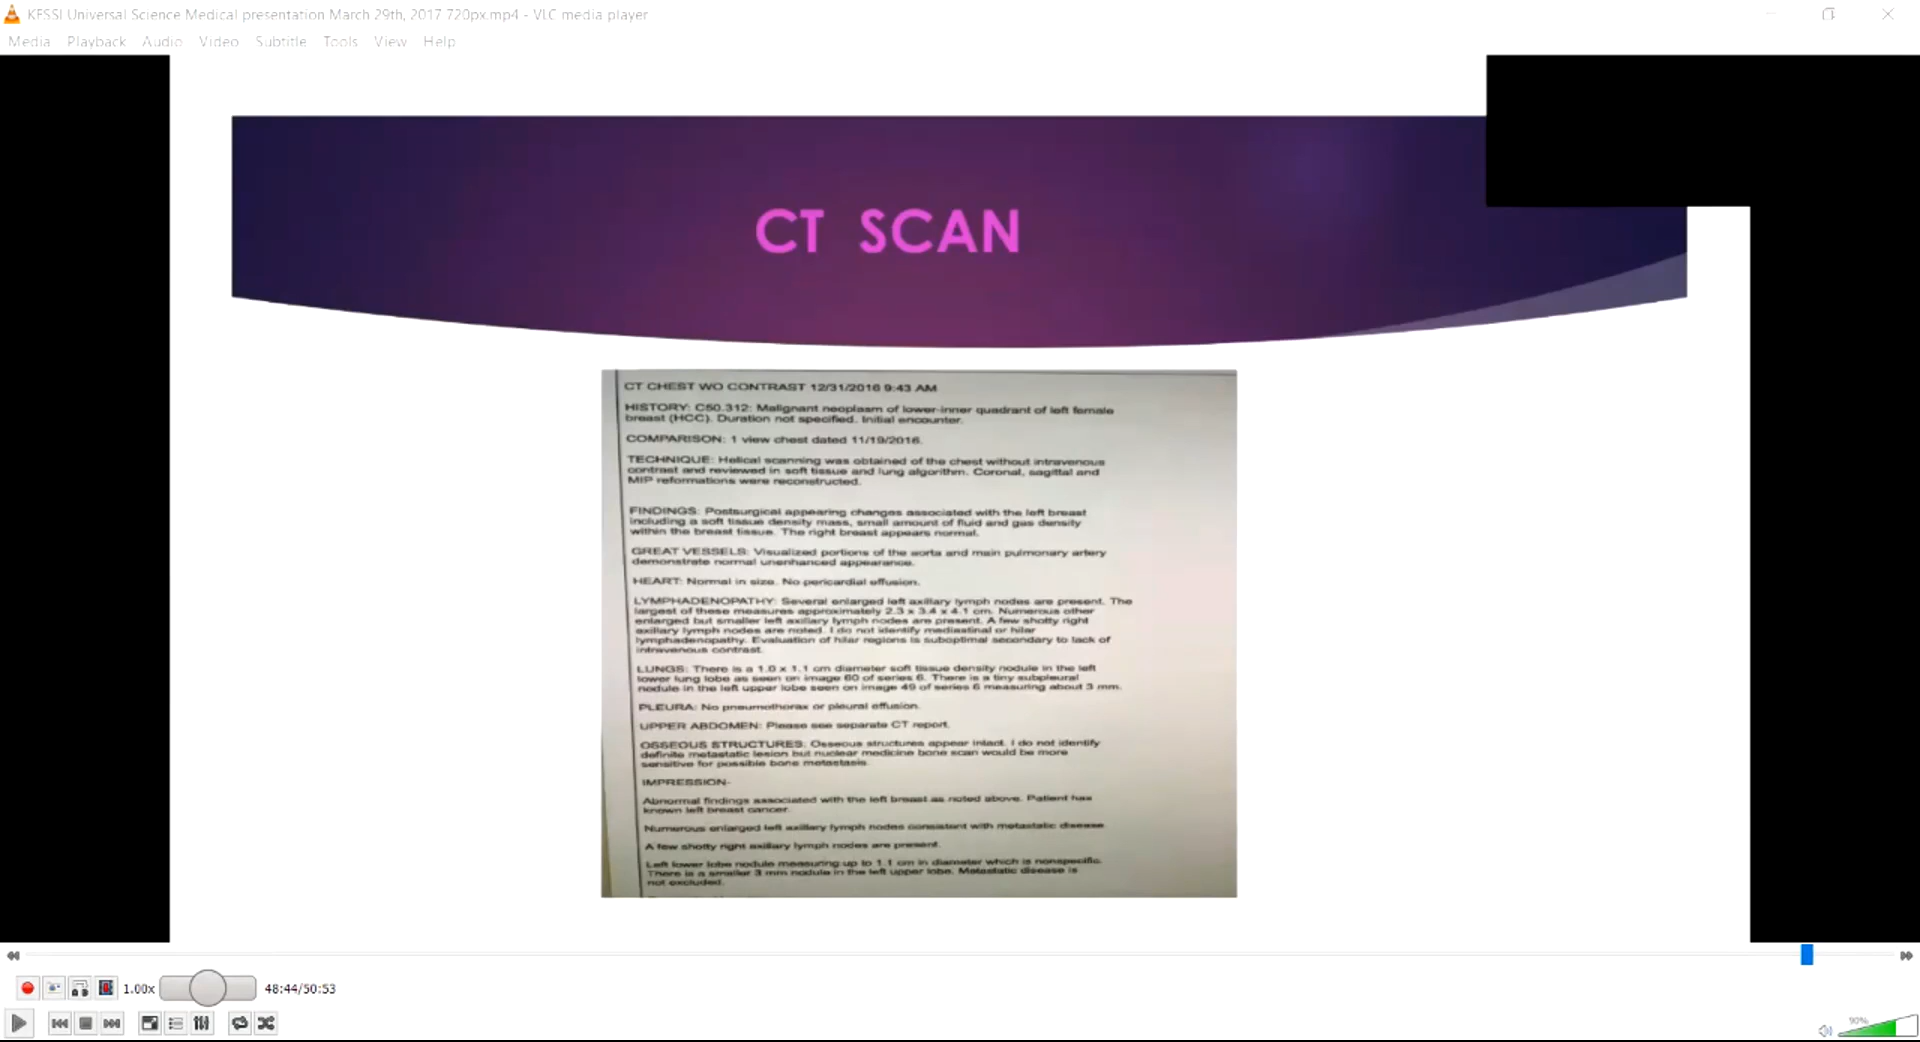 KESSI Universal Science Medical presentation March 29th, 2017 720px.mp4 - VLC media player
Media Playback Audio Video Subtitle Tools View Help
CT SCAN
CT CHEST WO CONTRAST 12/31/2016 9:43 AM
HISTORY: C50.312: Malignant neoplasm of lower-inner quadrant of left female
breast (HCC). Duration not specified. Initial encounter.
COMPARISON: 1 view chest dated 11/19/2016.
TECHNIQUE: Helical scanning was obtained of the chest without intravenous
contrast and reviewed in soft tissue and lung algorithm. Coronal, sagittal and
MIP reformations were reconstructed.
FINDINGS: Postsurgical appearing changes associated with the left breast
including a soft tissue density mass, small amount of fluid and gas density
within the breast tissue. The right breast appears normal.
GREAT VESSELS: Visualized portions of the aorta and main pulmonary artery
demonstrate normal unenhanced appearance.
HEART: Normal in size. No pericardial effusion.
LYMPHADENOPATHY: Several enlarged left axillary lymph nodes are present. The
largest of these measures approximately 2.3 x 3.4 x 4.1 cm. Numerous other
enlarged but smaller left axillary lymph nodes are present. A few shotty right
axillary lymph nodes are noted. I do not identify mediastinal or hilar
lymphadenopathy. Evaluation of hilar regions is suboptimal secondary to lack of
intravenous contrast.
LUNGS: There is a 1.0 x 1.1 cm diameter soft tissue density nodule in the left
lower lung lobe as seen on image 60 of series 6. There is a tiny subpleural
nodule in the left upper lobe seen on image 49 of series 6 measuring about 3 mm.
PLEURA: No pneumothorax or pleural effusion.
UPPER ABDOMEN: Please see separate CT report.
OSSEOUS STRUCTURES: Osseous structures appear intact. I do not identify
definite metastatic lesion but nuclear medicine bone scan would be more
sensitive for possible bone metastasis.
IMPRESSION-
Abnormal findings associated with the left breast as noted above. Patient has
known left breast cancer.
Numerous enlarged left axillary lymph nodes consistent with metastatic disease
A few shotty right axillary lymph nodes are present.
Left lower lobe nodule measuring up to 1.1 cm in diameter which is nonspecific.
There is a smaller 3 mm nodule in the left upper lobe. Metastatic disease is
not excluded.
1.00x 48:44/50:53
90%